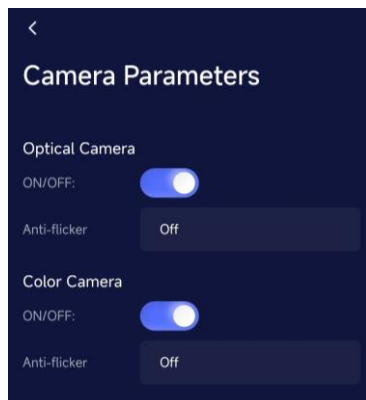 Camera Parameters
Optical Camera
ON/OFF:
Anti-flicker Off
Color Camera
ON/OFF:
Anti-flicker Off